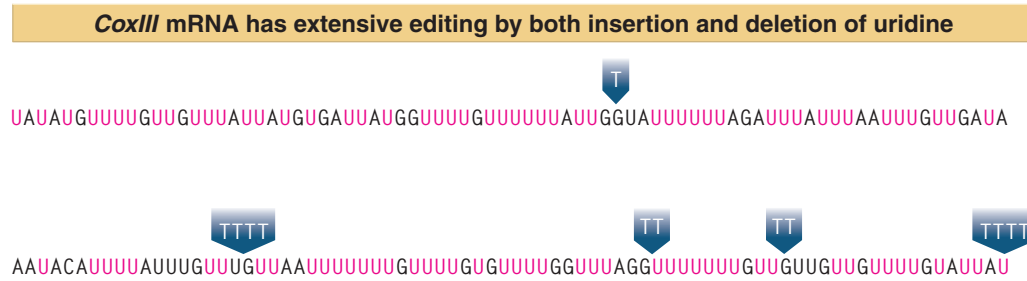 CoxIII mRNA has extensive editing by both insertion and deletion of uridine
T
UAUAUGUUUUGUUGUUUAUUAUGUGAUUAUGGUUUUGUUUUUUAUUGGUAUUUUUUAGAUUUAUUUAAUUUGUUGAUA
TTTT TT TT TTTT
AAUACAUUUUAUUUGUUUGUUAAUUUUUUUGUUUUGUGUUUUGGUUUAGGUUUUUUUGUUGUUGUUGUUUUGUAUUAU